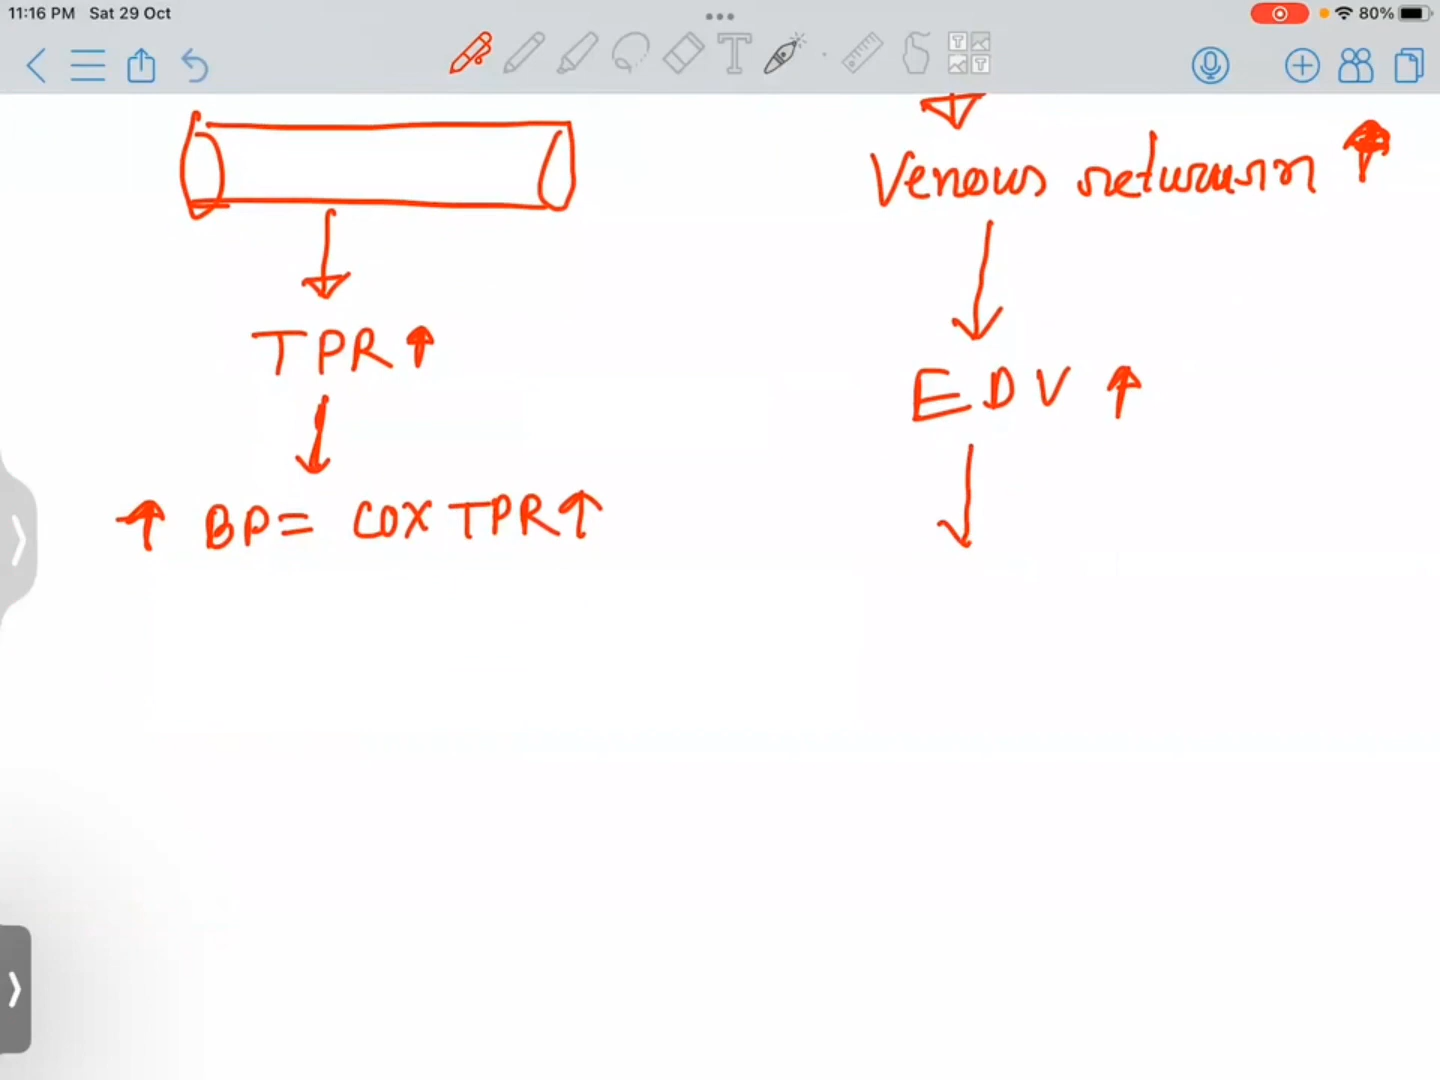 11:16 PM Sat 29 Oct
80%
Venous return ↑
TPR ↑
EDV ↑
↑ BP = CO x TPR ↑